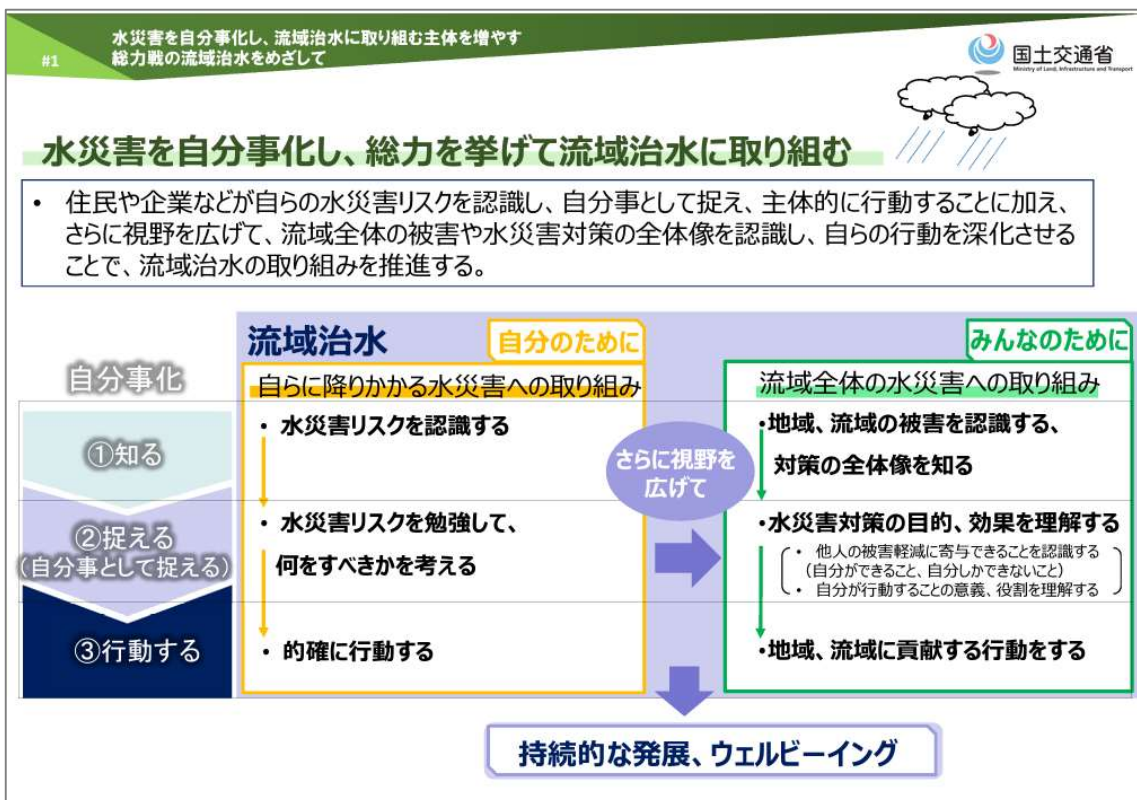 #1
水災害を自分事化し、流域治水に取り組む主体を増やす
総力戦の流域治水をめざして
国土交通省
Ministry of Land, Infrastructure and Transport
水災害を自分事化し、総力を挙げて流域治水に取り組む
• 住民や企業などが自らの水災害リスクを認識し、自分事として捉え、主体的に行動することに加え、
さらに視野を広げて、流域全体の被害や水災害対策の全体像を認識し、自らの行動を深化させる
ことで、流域治水の取り組みを推進する。
自分事化
①知る
②捉える
(自分事として捉える)
③行動する
流域治水
自分のために
自らに降りかかる水災害への取り組み
・ 水災害リスクを認識する
・ 水災害リスクを勉強して、
何をすべきかを考える
・ 的確に行動する
さらに視野を
広げて
みんなのために
流域全体の水災害への取り組み
・地域、流域の被害を認識する、
対策の全体像を知る
・水災害対策の目的、効果を理解する
• 他人の被害軽減に寄与できることを認識する
(自分ができること、自分しかできないこと)
• 自分が行動することの意義、役割を理解する
・地域、流域に貢献する行動をする
持続的な発展、ウェルビーイング